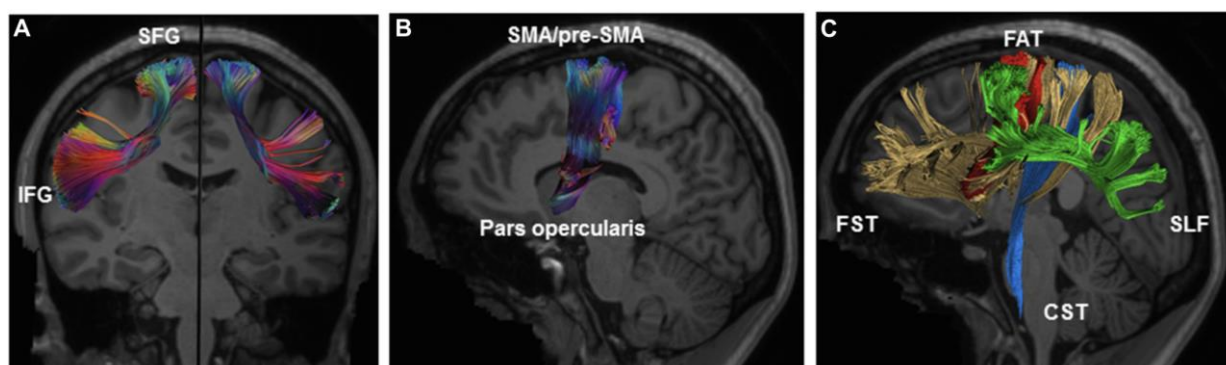 A
SFG
IFG
B
SMA/pre-SMA
Pars opercularis
C
FAT
FST
SLF
CST